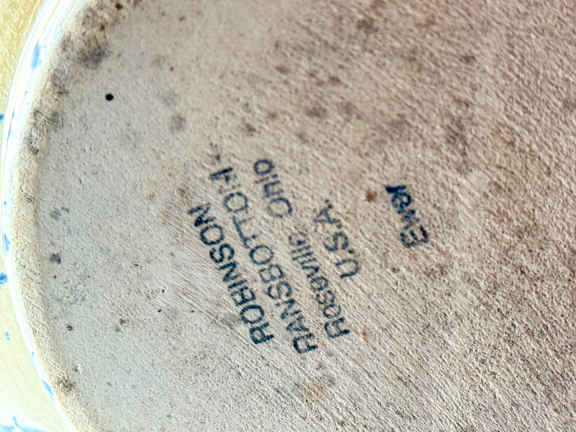 ROBINSON
RANSBOTTOM
Roseville Ohio
U.S.A.
Ewer